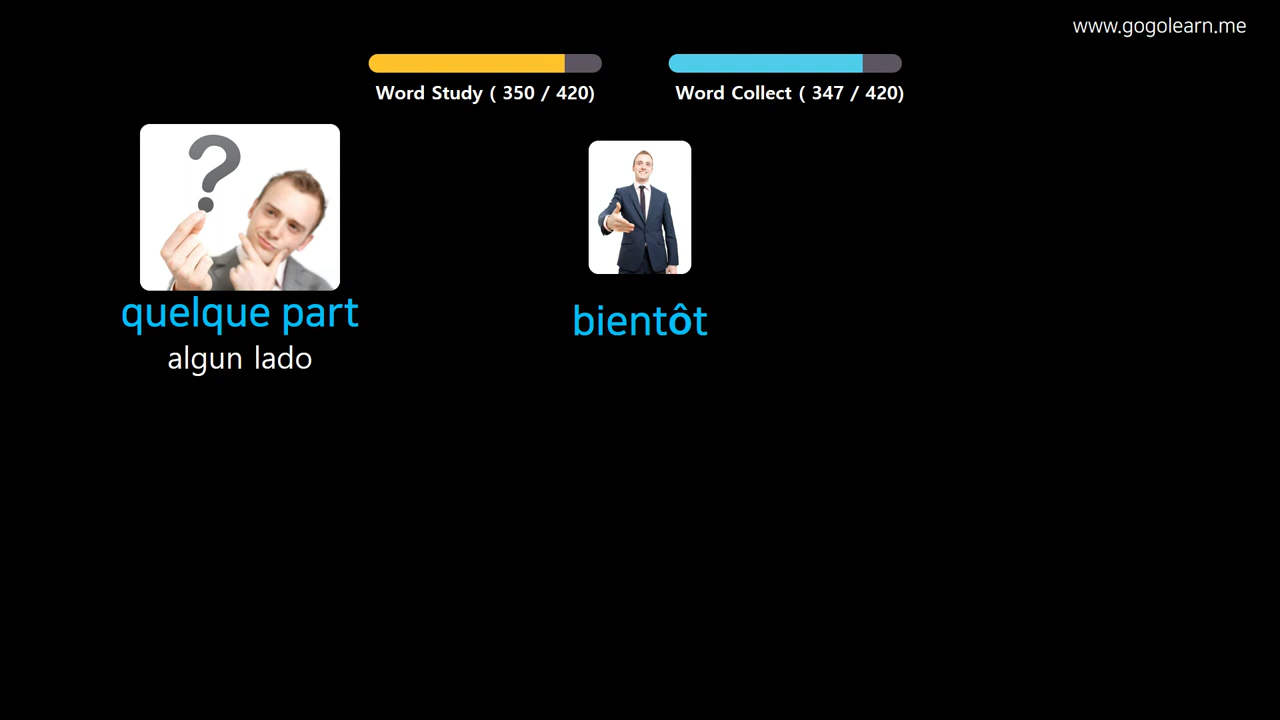 www.gogolearn.me
Word Study ( 350 / 420)
Word Collect ( 347 / 420)
quelque part
algun lado
bientôt